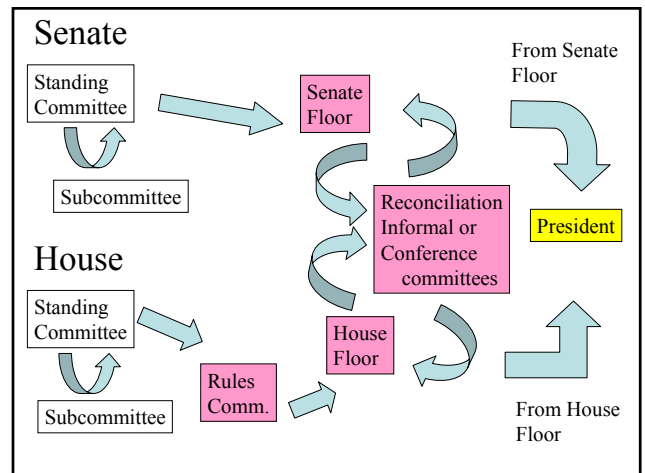 Senate
Standing
Committee
Subcommittee
Senate
Floor
From Senate
Floor
Reconciliation
Informal or
Conference
committees
President
House
Standing
Committee
Subcommittee
Rules
Comm.
House
Floor
From House
Floor